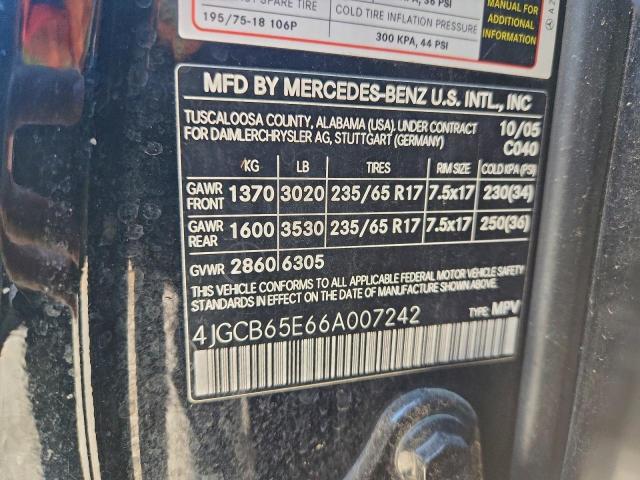 SPARE TIRE
195/75-18 106P
36 PSI
COLD TIRE INFLATION PRESSURE
300 KPA, 44 PSI
MANUAL FOR
ADDITIONAL
INFORMATION
MFD BY MERCEDES-BENZ U.S. INTL., INC
TUSCALOOSA COUNTY, ALABAMA (USA). UNDER CONTRACT
FOR DAIMLERCHRYSLER AG, STUTTGART (GERMANY)
10/05
C040
KG LB TIRES RIM SIZE COLD KPA (PSI)
GAWR FRONT 1370 3020 235/65 R17 7.5x17 230(34)
GAWR REAR 1600 3530 235/65 R17 7.5x17 250(36)
GVWR 2860 6305
THIS VEHICLE CONFORMS TO ALL APPLICABLE FEDERAL MOTOR VEHICLE SAFETY
STANDARDS IN EFFECT ON THE DATE OF MANUFACTURE SHOWN ABOVE.
4JGCB65E66A007242 TYPE: MPV